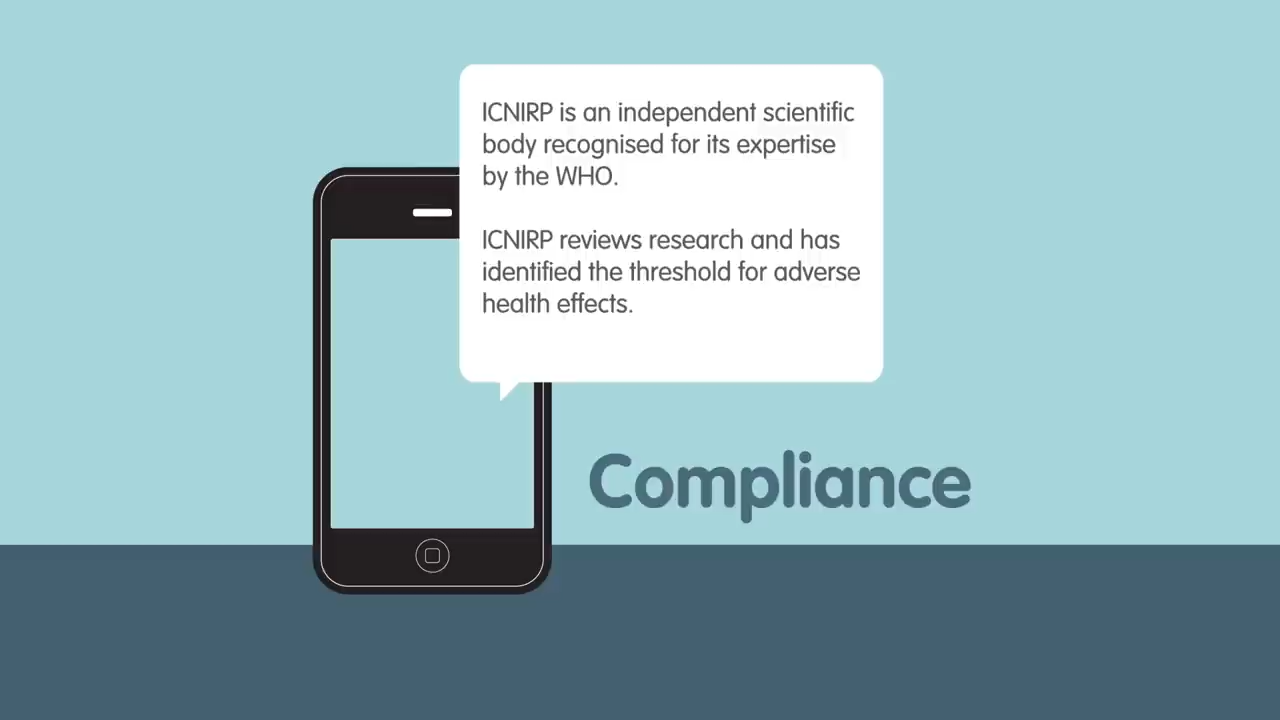 ICNIRP is an independent scientific
body recognised for its expertise
by the WHO.
ICNIRP reviews research and has
identified the threshold for adverse
health effects.
Compliance